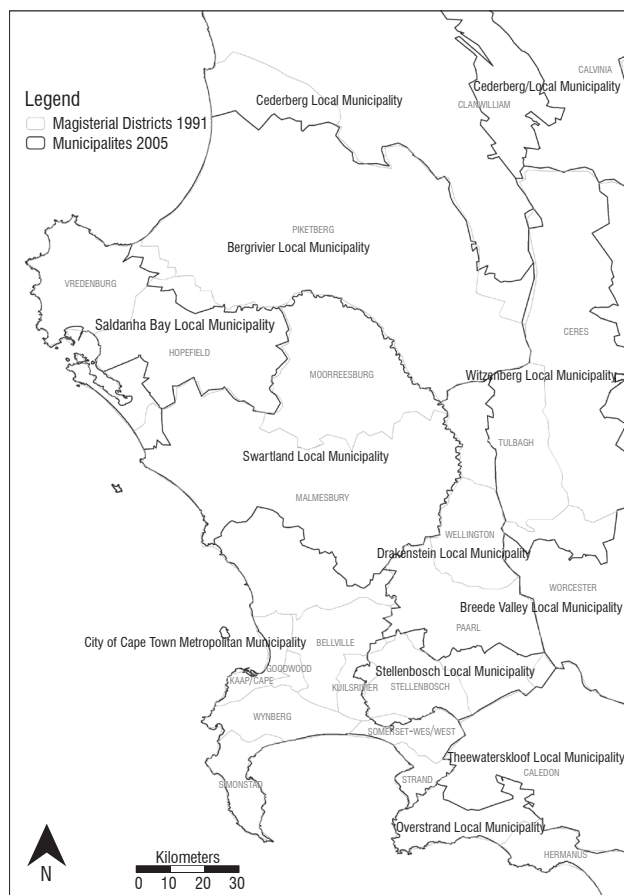 CALVINIA
Cederberg/Local Municipality
Legend
Cederberg Local Municipality
CLANWILLIAM
Magisterial Districts 1991
Municipalites 2005
PIKETBERG
Bergrivier Local Municipality
VREDENBURG
Saldanha Bay Local Municipality
CERES
HOPEFIELD
MOORREESBURG
Witzenberg Local Municipality
TULBAGH
Swartland Local Municipality
MALMESBURY
WELLINGTON
Drakenstein Local Municipality
WORCESTER
Breede Valley Local Municipality
PAARL
City of Cape Town Metropolitan Municipality
BELLVILLE
GOODWOOD
Stellenbosch Local Municipality
KAAP/CAPE
KUILSRIVIER
STELLENBOSCH
WYNBERG
SOMERSET-WES/WEST
Theewaterskloof Local Municipality
CALEDON
SIMONSTAD
STRAND
Overstrand Local Municipality
HERMANUS
Kilometers
0 10 20 30
N